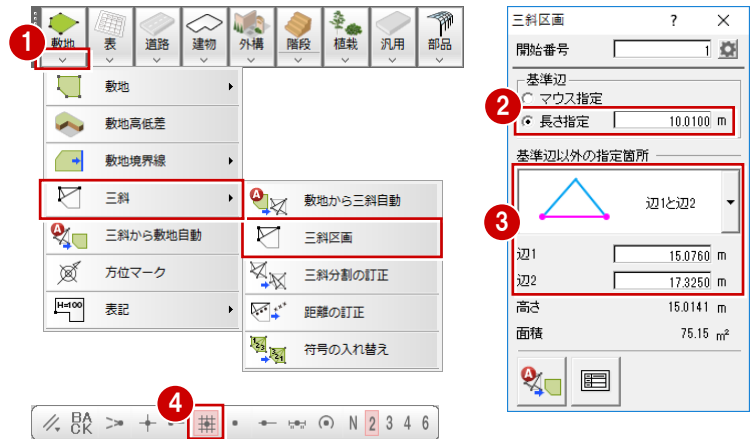 敷地 表 道路 建物 外構 階段 植栽 汎用 部品
1
敷地
敷地高低差
敷地境界線
三斜
三斜から敷地自動
方位マーク
H=100 表記
A 敷地から三斜自動
三斜区画
三斜分割の訂正
距離の訂正
符号の入れ替え
4
BACK N 2 3 4 6
三斜区画 ? ×
開始番号 1
基準辺
マウス指定
2
長さ指定 10.0100 m
基準辺以外の指定箇所
辺1と辺2
3
辺1 15.0760 m
辺2 17.3250 m
高さ 15.0141 m
面積 75.15 m²